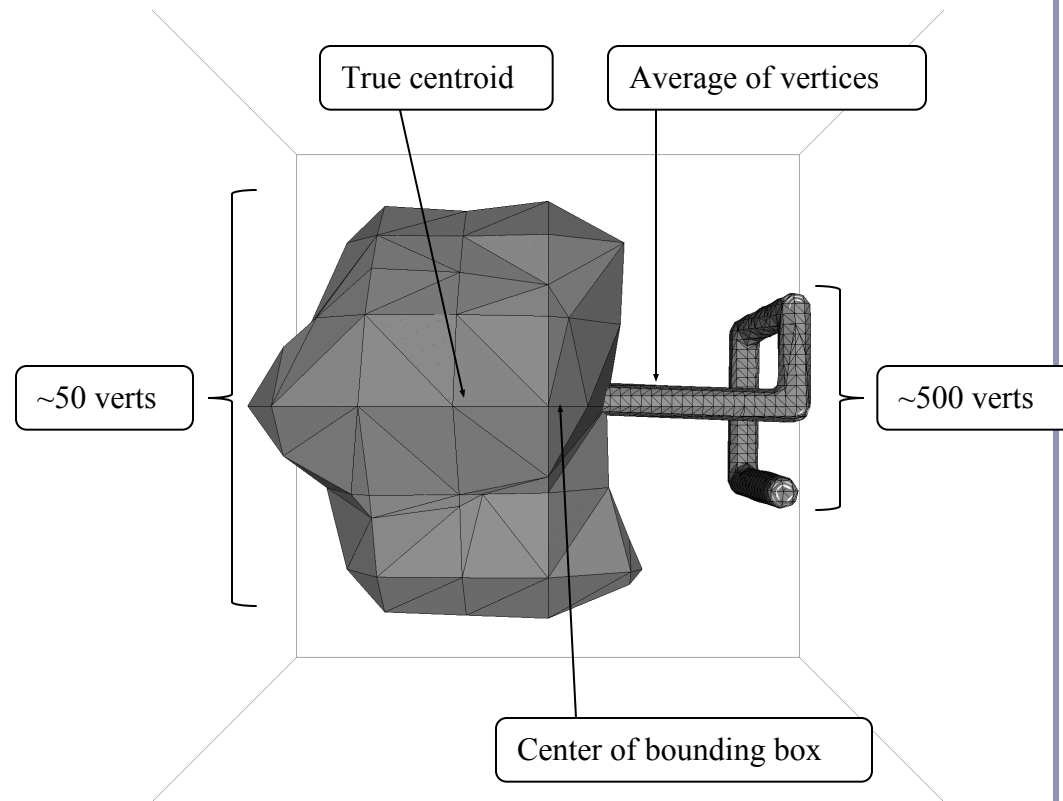 True centroid
Average of vertices
~50 verts
~500 verts
Center of bounding box